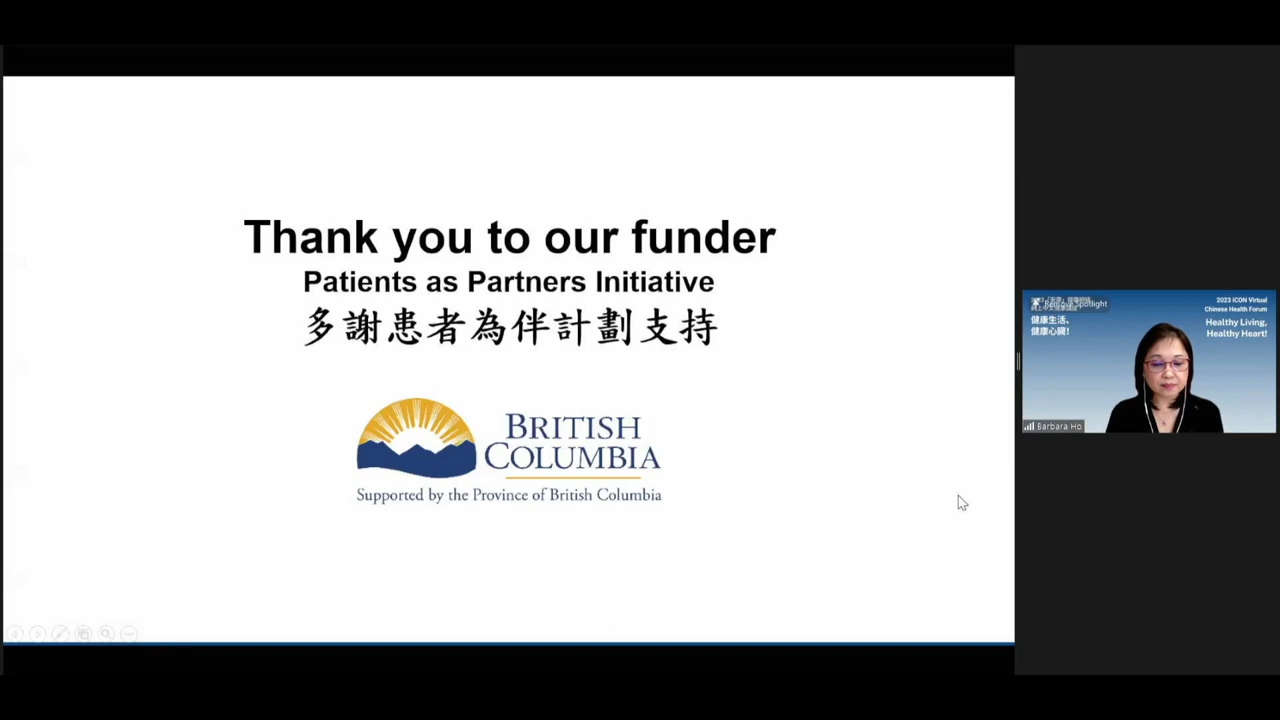 Thank you to our funder
Patients as Partners Initiative
多謝患者為伴計劃支持
BRITISH
COLUMBIA
Supported by the Province of British Columbia
Remove Spotlight
健康生活、
健康心臟!
2023 iCON Virtual
Chinese Health Forum
Healthy Living,
Healthy Heart!
Barbara Ho